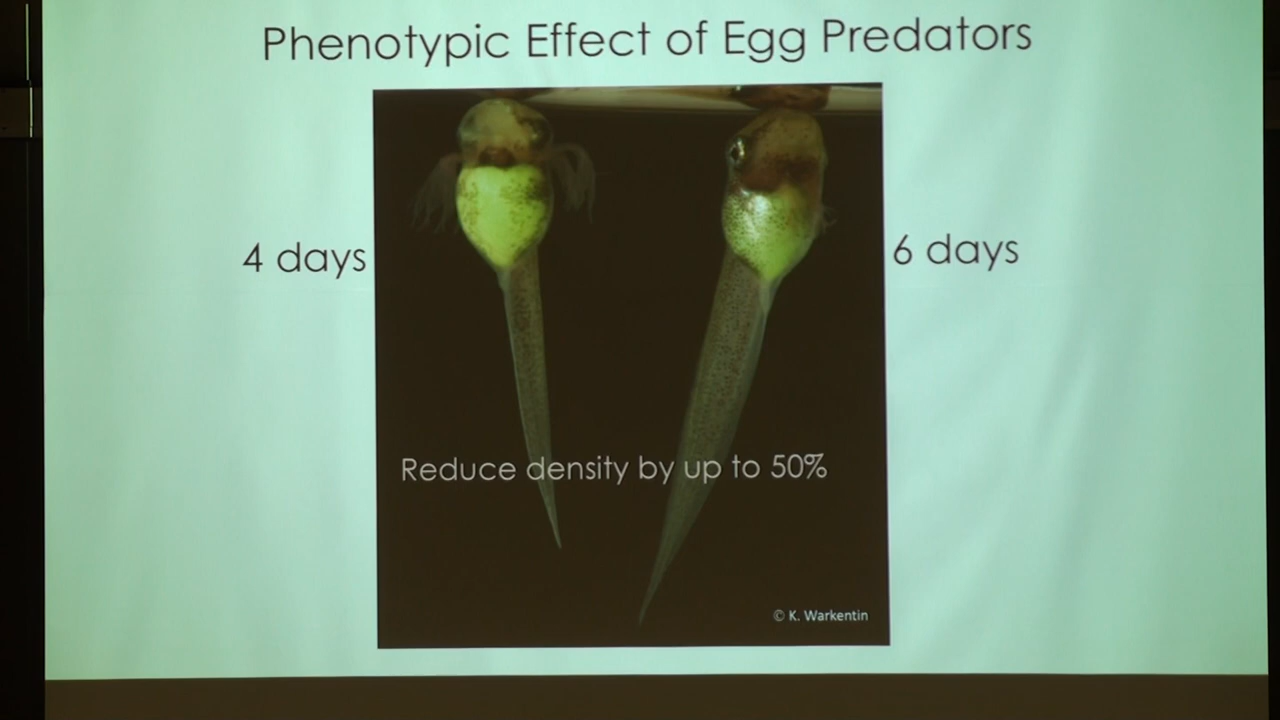 Phenotypic Effect of Egg Predators
4 days
6 days
Reduce density by up to 50%
© K. Warkentin